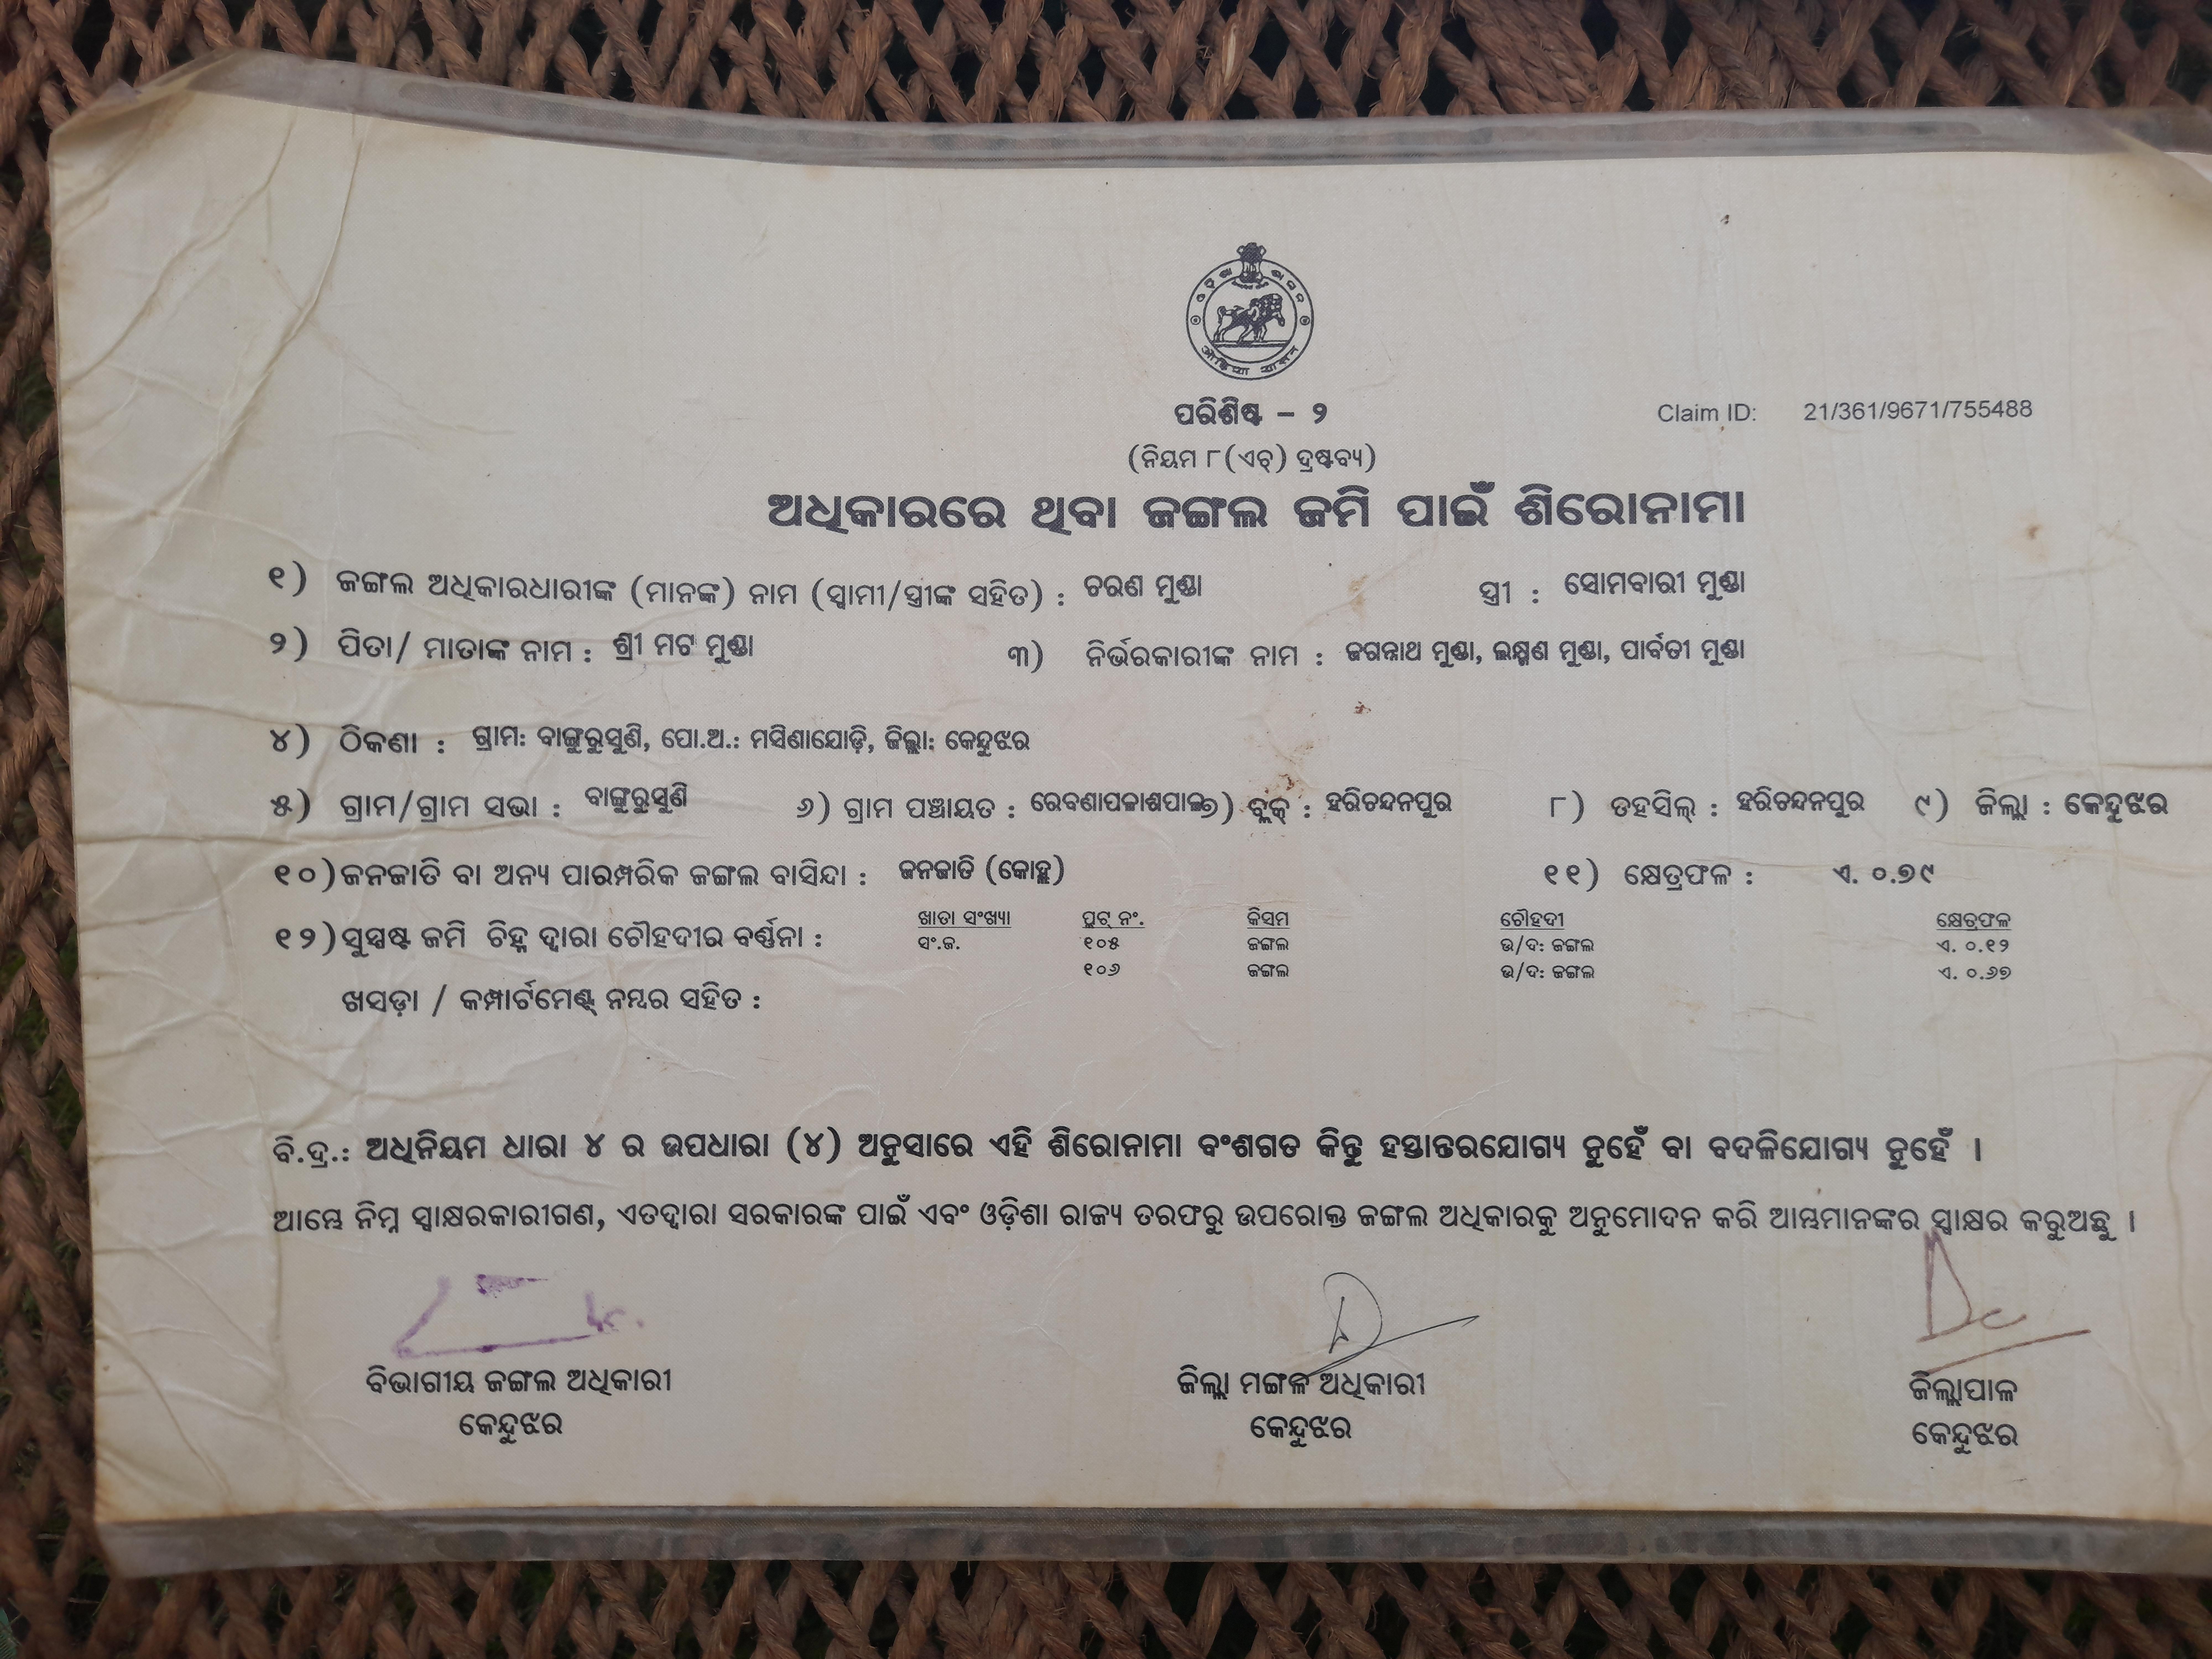 ପରିଶିଷ୍ଟ – ୨
Claim ID: 21/361/9671/755488
(ନିୟମ ୮(ଏଚ୍) ଦ୍ରଷ୍ଟବ୍ୟ)
ଅଧିକାରରେ ଥିବା ଜଙ୍ଗଲ ଜମି ପାଇଁ ଶିରୋନାମା
୧) ଜଙ୍ଗଲ ଅଧିକାରଧାରୀଙ୍କ (ମାନଙ୍କ) ନାମ (ସ୍ୱାମୀ/ସ୍ତ୍ରୀଙ୍କ ସହିତ) : ଚରଣ ମୁଣ୍ଡା ସ୍ତ୍ରୀ : ସୋମବାରୀ ମୁଣ୍ଡା
୨) ପିତା/ ମାତାଙ୍କ ନାମ : ଶ୍ରୀ ମଟ ମୁଣ୍ଡା ୩) ନିର୍ଭରକାରୀଙ୍କ ନାମ : ଜଗନ୍ନାଥ ମୁଣ୍ଡା, ଲକ୍ଷ୍ମଣ ମୁଣ୍ଡା, ପାର୍ବତୀ ମୁଣ୍ଡା
୪) ଠିକଣା : ଗ୍ରାମ: ବାଙ୍କୁରୁସୁଣି, ପୋ.ଅ.: ମସିଣାଯୋଡ଼ି, ଜିଲ୍ଲା: କେନ୍ଦୁଝର
୫) ଗ୍ରାମ/ଗ୍ରାମ ସଭା : ବାଙ୍କୁରୁସୁଣି ୬) ଗ୍ରାମ ପଞ୍ଚାୟତ : ରେବଣାପଳାଶପାଳ ୭) ବ୍ଲକ୍ : ହରିଚନ୍ଦନପୁର ୮) ତହସିଲ୍ : ହରିଚନ୍ଦନପୁର ୯) ଜିଲ୍ଲା : କେନ୍ଦୁଝର
୧୦) ଜନଜାତି ବା ଅନ୍ୟ ପାରମ୍ପରିକ ଜଙ୍ଗଲ ବାସିନ୍ଦା : ଜନଜାତି (କୋହ୍ଲ) ୧୧) କ୍ଷେତ୍ରଫଳ : ଏ. ୦.୭୯
୧୨) ସୁସ୍ପଷ୍ଟ ଜମି ଚିହ୍ନ ଦ୍ୱାରା ଚୌହଦୀର ବର୍ଣ୍ଣନା : ଖାତା ସଂଖ୍ୟା ପ୍ଲଟ୍ ନଂ. କିସମ ଚୌହଦୀ କ୍ଷେତ୍ରଫଳ
ସଂ.ଜ. ୧୦୫ ଜଙ୍ଗଲ ଉ/ଦ: ଜଙ୍ଗଲ ଏ. ୦.୧୨
୧୦୬ ଜଙ୍ଗଲ ଉ/ଦ: ଜଙ୍ଗଲ ଏ. ୦.୬୭
ଖସଡ଼ା / କମ୍ପାର୍ଟମେଣ୍ଟ୍ ନମ୍ବର ସହିତ :
ବି.ଦ୍ର.: ଅଧିନିୟମ ଧାରା ୪ ର ଉପଧାରା (୪) ଅନୁସାରେ ଏହି ଶିରୋନାମା ବଂଶଗତ କିନ୍ତୁ ହସ୍ତାନ୍ତରଯୋଗ୍ୟ ନୁହେଁ ବା ବଦଳିଯୋଗ୍ୟ ନୁହେଁ ।
ଆମ୍ଭେ ନିମ୍ନ ସ୍ୱାକ୍ଷରକାରୀଗଣ, ଏତଦ୍ୱାରା ସରକାରଙ୍କ ପାଇଁ ଏବଂ ଓଡ଼ିଶା ରାଜ୍ୟ ତରଫରୁ ଉପରୋକ୍ତ ଜଙ୍ଗଲ ଅଧିକାରକୁ ଅନୁମୋଦନ କରି ଆମ୍ଭମାନଙ୍କର ସ୍ୱାକ୍ଷର କରୁଅଛୁ ।
ବିଭାଗୀୟ ଜଙ୍ଗଲ ଅଧିକାରୀ ଜିଲ୍ଲା ମଙ୍ଗଳ ଅଧିକାରୀ ଜିଲ୍ଲାପାଳ
କେନ୍ଦୁଝର କେନ୍ଦୁଝର କେନ୍ଦୁଝର